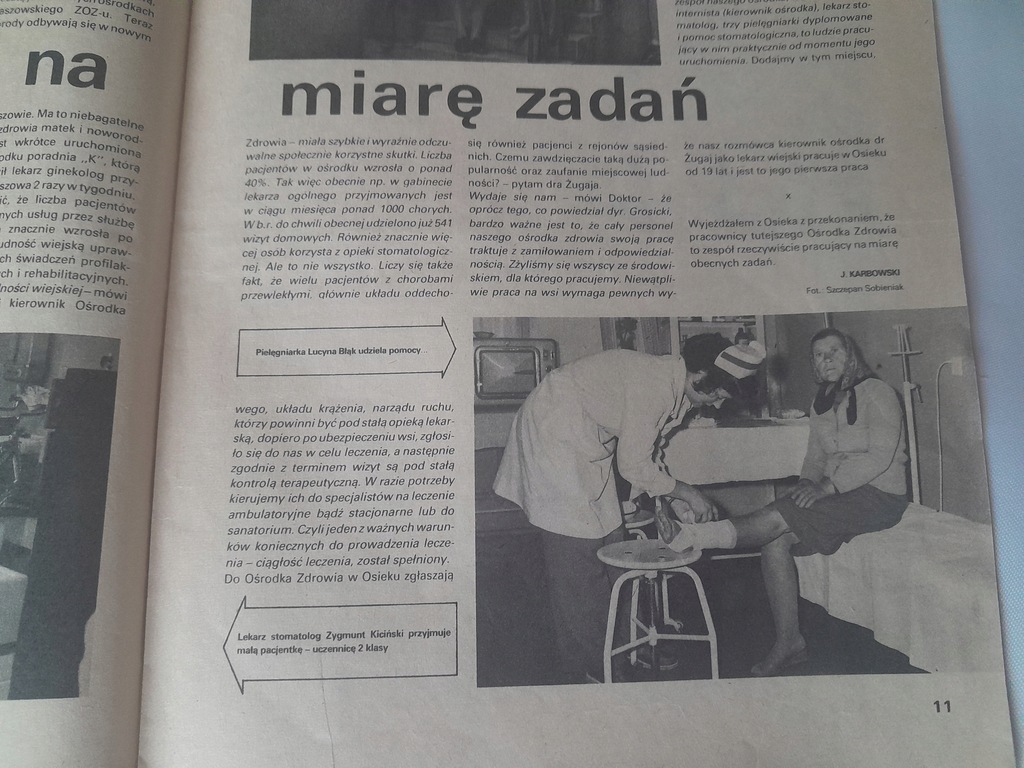 szowskiego ZOZ-u. Teraz
rody odbywają się w nowym
na
szowie. Ma to niebagatelne
zdrowia matek i noworod-
st wkrótce uruchomiona
odku poradnia „K”, którą
ił lekarz ginekolog przy-
szowa 2 razy w tygodniu.
ić, że liczba pacjentów
nych usług przez służbę
znacznie wzrosła po
udność wiejską upraw-
ch świadczeń profilak-
ch i rehabilitacyjnych.
ności wiejskiej – mówi
kierownik Ośrodka
internista (kierownik ośrodka), lekarz sto-
matolog, trzy pielęgniarki dyplomowane
i pomoc stomatologiczna, to ludzie pracu-
jący w nim praktycznie od momentu jego
uruchomienia. Dodajmy w tym miejscu,
miarę zadań
Zdrowia – miała szybkie i wyraźnie odczu-
walne społecznie korzystne skutki. Liczba
pacjentów w ośrodku wzrosła o ponad
40%. Tak więc obecnie np. w gabinecie
lekarza ogólnego przyjmowanych jest
w ciągu miesiąca ponad 1000 chorych.
W b.r. do chwili obecnej udzielono już 541
wizyt domowych. Również znacznie wię-
cej osób korzysta z opieki stomatologicz-
nej. Ale to nie wszystko. Liczy się także
fakt, że wielu pacjentów z chorobami
przewlekłymi, głównie układu oddecho-
Pielęgniarka Lucyna Błąk udziela pomocy
wego, układu krążenia, narządu ruchu,
którzy powinni być pod stałą opieką lekar-
ską, dopiero po ubezpieczeniu wsi, zgłosi-
ło się do nas w celu leczenia, a następnie
zgodnie z terminem wizyt są pod stałą
kontrolą terapeutyczną. W razie potrzeby
kierujemy ich do specjalistów na leczenie
ambulatoryjne bądź stacjonarne lub do
sanatorium. Czyli jeden z ważnych warun-
ków koniecznych do prowadzenia lecze-
nia – ciągłość leczenia, został spełniony.
Do Ośrodka Zdrowia w Osieku zgłaszają
Lekarz stomatolog Zygmunt Kiciński przyjmuje
małą pacjentkę – uczennicę 2 klasy
się również pacjenci z rejonów sąsied-
nich. Czemu zawdzięczacie taką dużą po-
pularność oraz zaufanie miejscowej lud-
ności? – pytam dra Żugaja.
Wydaje się nam – mówi Doktor – że
oprócz tego, co powiedział dyr. Grosicki,
bardzo ważne jest to, że cały personel
naszego ośrodka zdrowia swoją pracę
traktuje z zamiłowaniem i odpowiedzial-
nością. Zżyliśmy się wszyscy ze środowi-
skiem, dla którego pracujemy. Niewątpli-
wie praca na wsi wymaga pewnych wy-
że nasz rozmówca kierownik ośrodka dr
Żugaj jako lekarz wiejski pracuje w Osieku
od 19 lat i jest to jego pierwsza praca
x
Wyjeżdżałem z Osieka z przekonaniem, że
pracownicy tutejszego Ośrodka Zdrowia
to zespół rzeczywiście pracujący na miarę
obecnych zadań.
J. KARBOWSKI
Fot. Szczepan Sobieniak
11